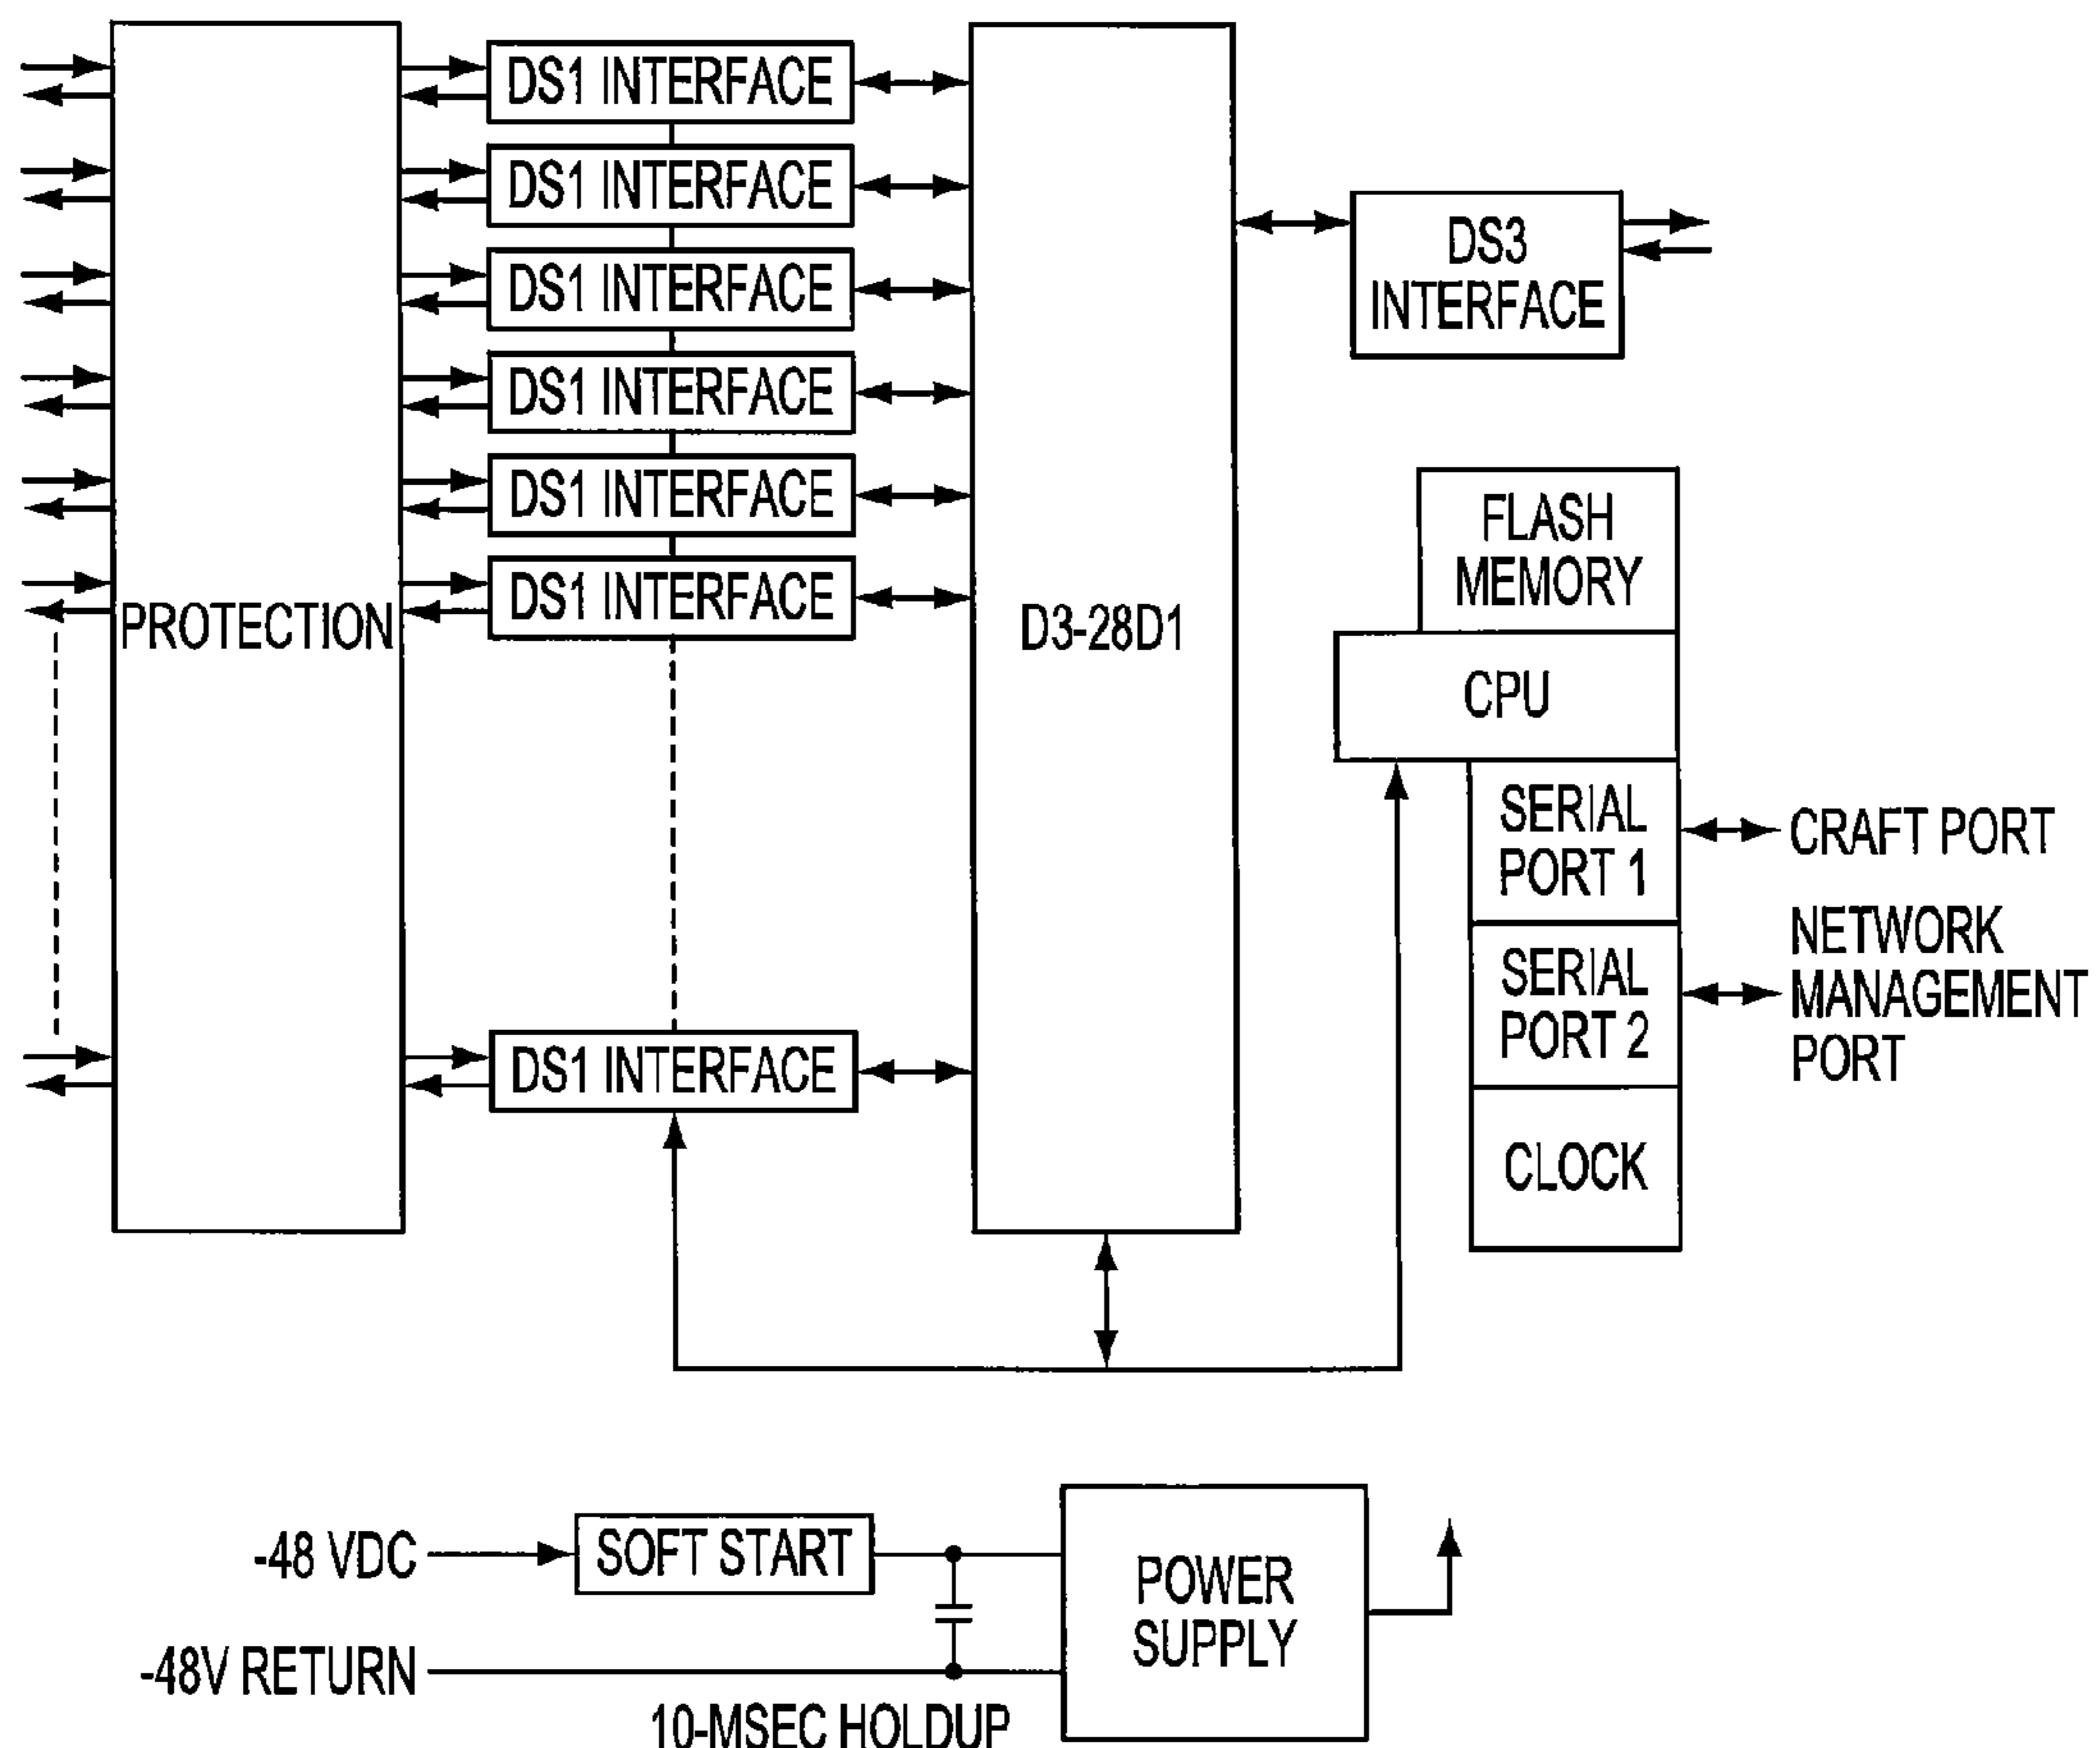 DS1 INTERFACE
DS1 INTERFACE
DS1 INTERFACE
DS1 INTERFACE
DS1 INTERFACE
DS1 INTERFACE
DS1 INTERFACE
PROTECTION
D3-28D1
DS3
INTERFACE
FLASH
MEMORY
CPU
SERIAL
PORT 1
CRAFT PORT
SERIAL
PORT 2
NETWORK
MANAGEMENT
PORT
CLOCK
-48 VDC
SOFT START
POWER
SUPPLY
-48V RETURN
10-MSEC HOLDUP